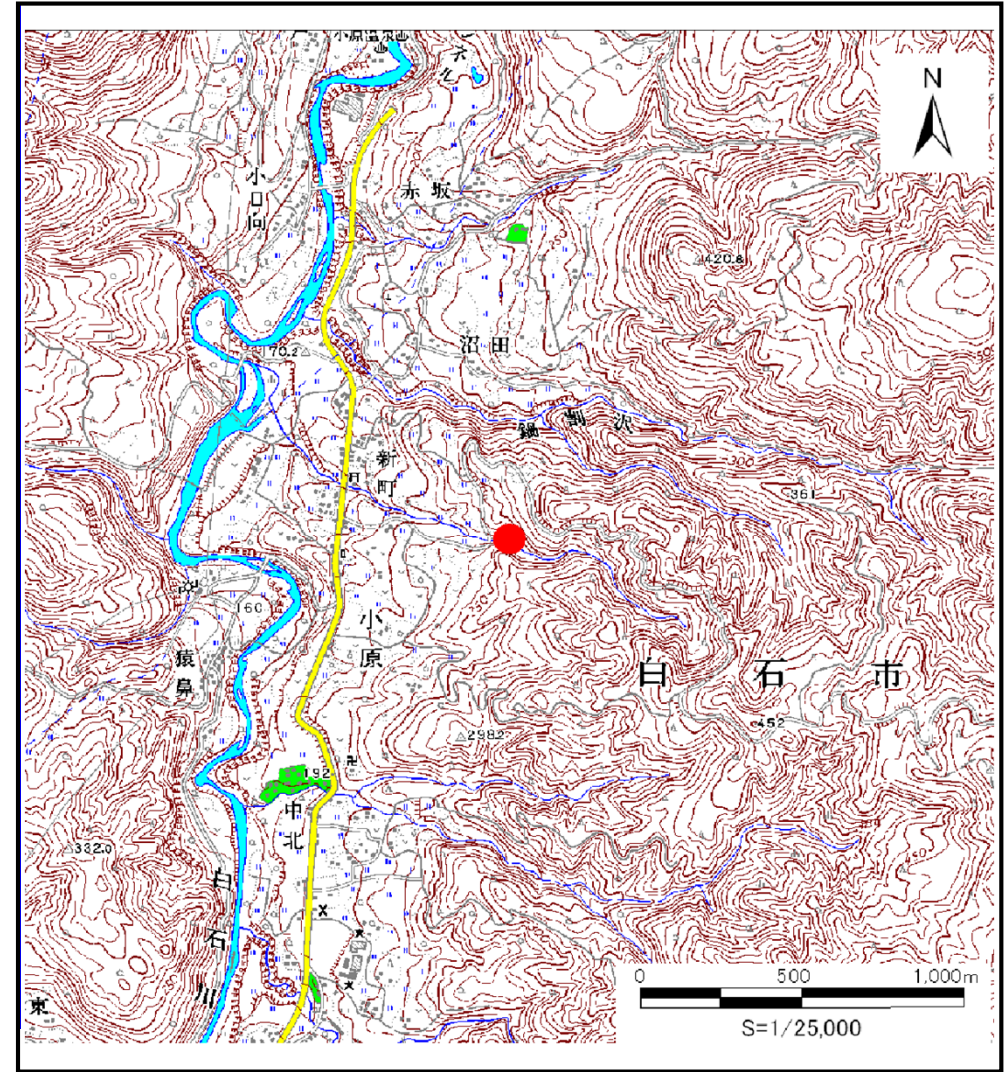 小原温泉
N
小口向
赤坂
420.8
沼田
70.2
鍋割沢
新町
361
160
小原
猿鼻
白石市
452
298.2
192
中北
332.0
白石川
東
0 500 1,000m
S=1/25,000